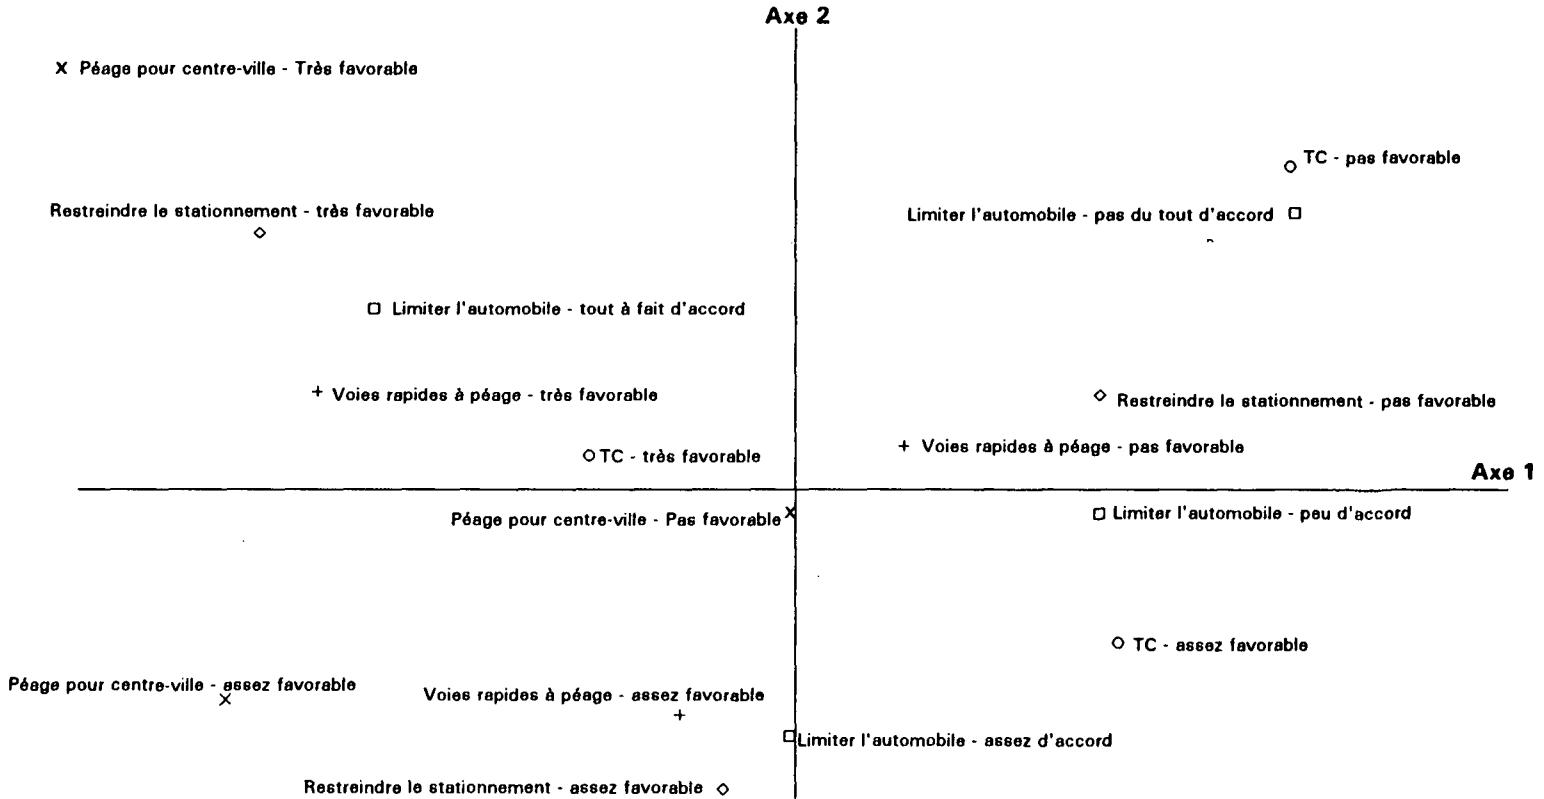 Axe 2
X Péage pour centre-ville - Très favorable
TC - pas favorable
Restreindre le stationnement - très favorable
Limiter l'automobile - pas du tout d'accord
Limiter l'automobile - tout à fait d'accord
+ Voies rapides à péage - très favorable
Restreindre le stationnement - pas favorable
+ Voies rapides à péage - pas favorable
TC - très favorable
Axe 1
Péage pour centre-ville - Pas favorable X
Limiter l'automobile - peu d'accord
TC - assez favorable
Péage pour centre-ville - assez favorable
X
Voies rapides à péage - assez favorable
+
Limiter l'automobile - assez d'accord
Restreindre le stationnement - assez favorable